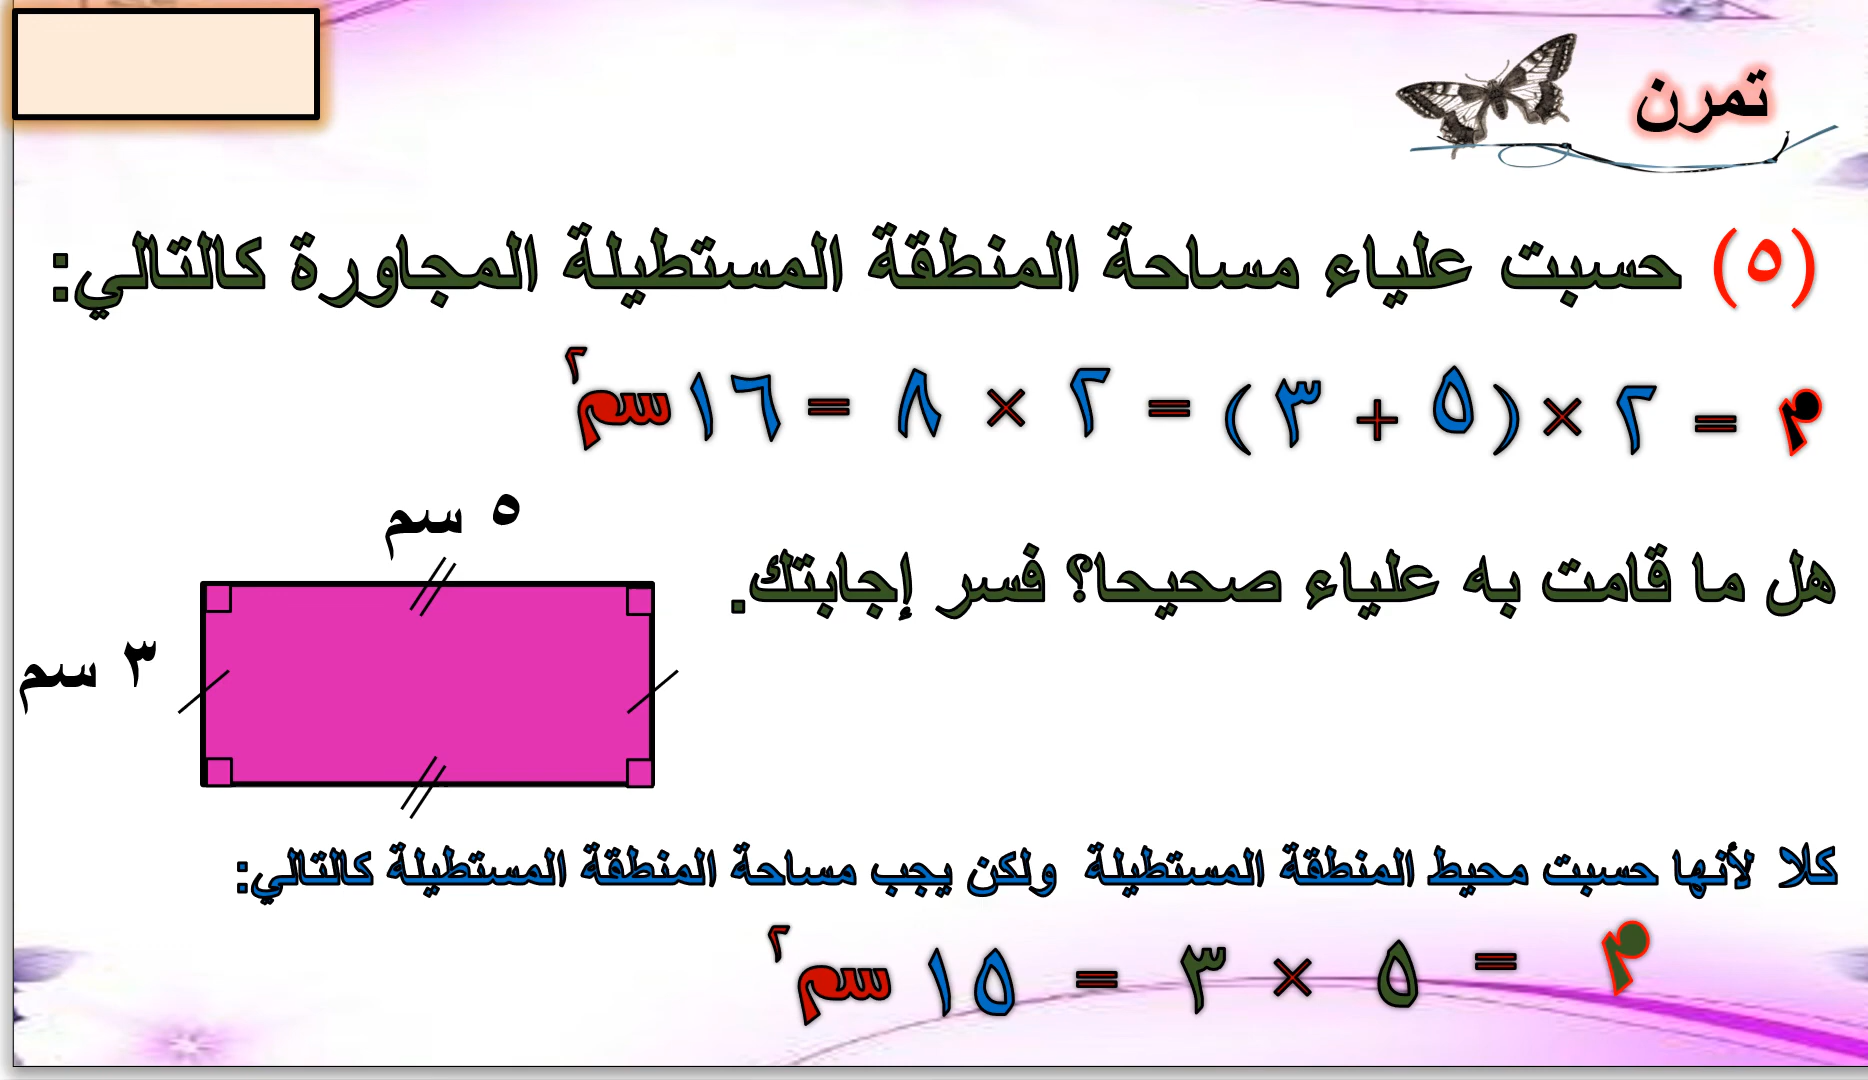 تمرن
(٥) حسبت علياء مساحة المنطقة المستطيلة المجاورة كالتالي:
م = ٢ × (٥ + ٣) = ٢ × ٨ = ١٦ سم٢
٥ سم
هل ما قامت به علياء صحيحا؟ فسر إجابتك.
٣ سم
كلا لأنها حسبت محيط المنطقة المستطيلة ولكن يجب مساحة المنطقة المستطيلة كالتالي:
م = ٥ × ٣ = ١٥ سم٢